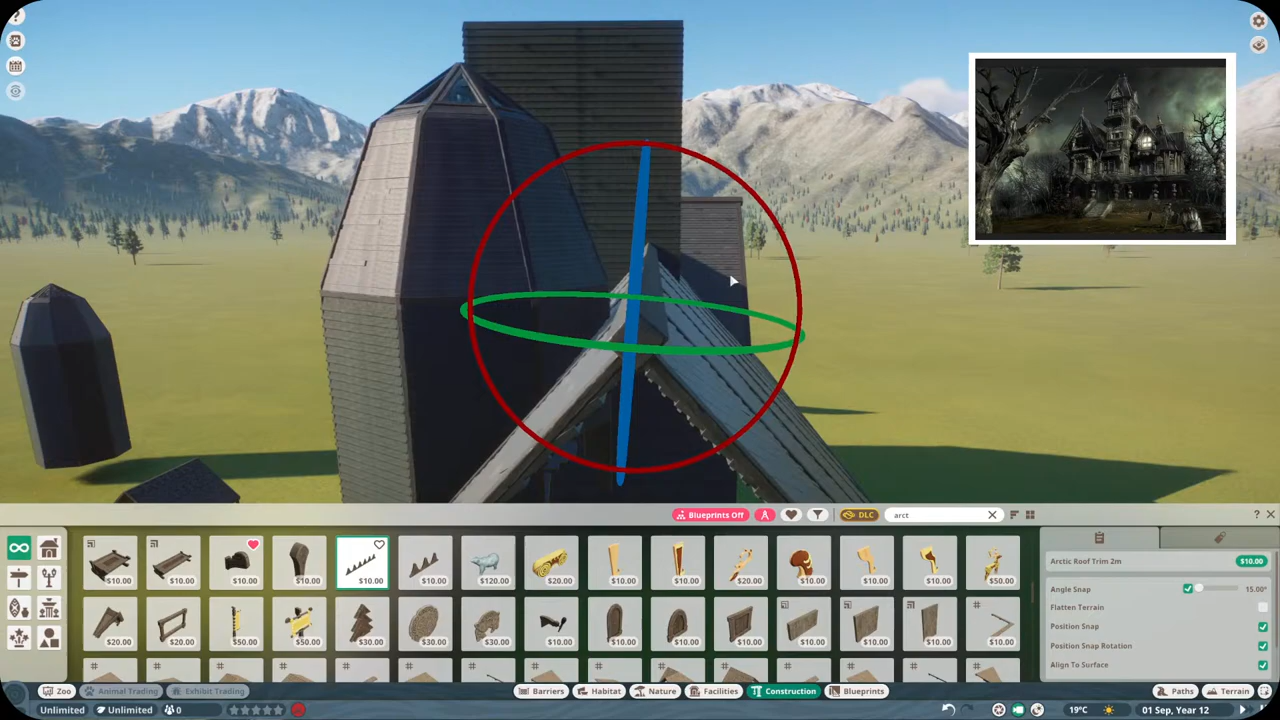 Blueprints Off
DLC
arct
? X
$10.00 $10.00 $10.00 $10.00 $10.00 $10.00 $120.00 $20.00 $10.00 $10.00 $20.00 $10.00 $10.00 $10.00 $50.00
Arctic Roof Trim 2m $10.00
Angle Snap 15.00°
Flatten Terrain
$20.00 $20.00 $50.00 $50.00 $30.00 $30.00 $30.00 $10.00 $10.00 $10.00 $10.00 $10.00 $10.00 $10.00 $10.00
Position Snap
Position Snap Rotation
Align To Surface
Zoo Animal Trading Exhibit Trading Barriers Habitat Nature Facilities Construction Blueprints Paths Terrain
Unlimited Unlimited 0 19°C 01 Sep, Year 12